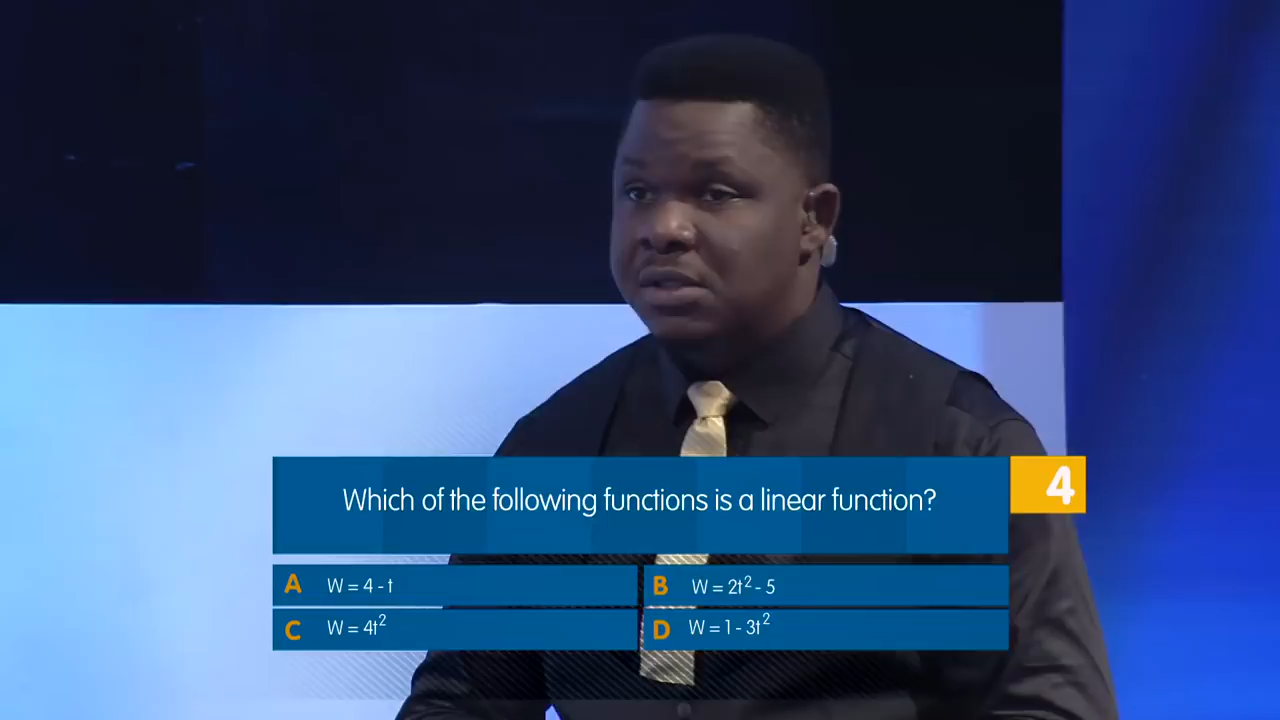 Which of the following functions is a linear function?
4
A W = 4 - t
B W = 2t² - 5
C W = 4t²
D W = 1 - 3t²